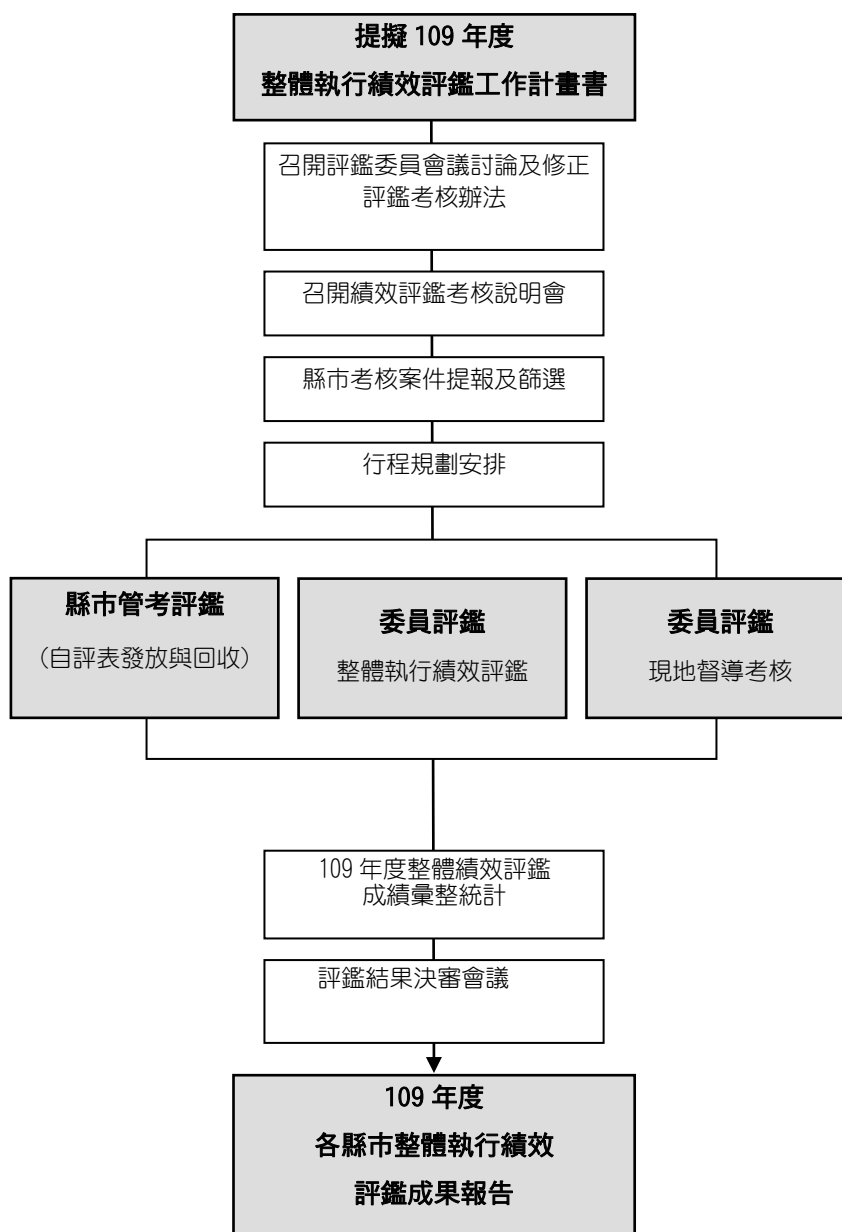 提擬 109 年度
整體執行績效評鑑工作計畫書
召開評鑑委員會議討論及修正
評鑑考核辦法
召開績效評鑑考核說明會
縣市考核案件提報及篩選
行程規劃安排
縣市管考評鑑
(自評表發放與回收)
委員評鑑
整體執行績效評鑑
委員評鑑
現地督導考核
109 年度整體績效評鑑
成績彙整統計
評鑑結果決審會議
109 年度
各縣市整體執行績效
評鑑成果報告